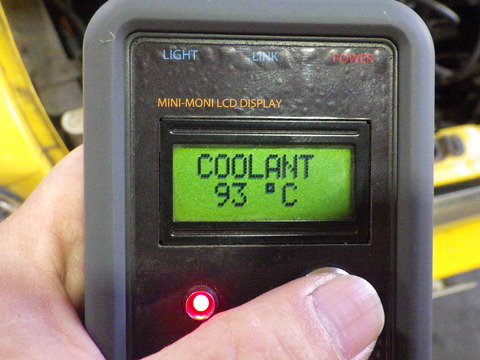 LIGHT LINK POWER
MINI-MONI LCD DISPLAY
COOLANT
93 °C